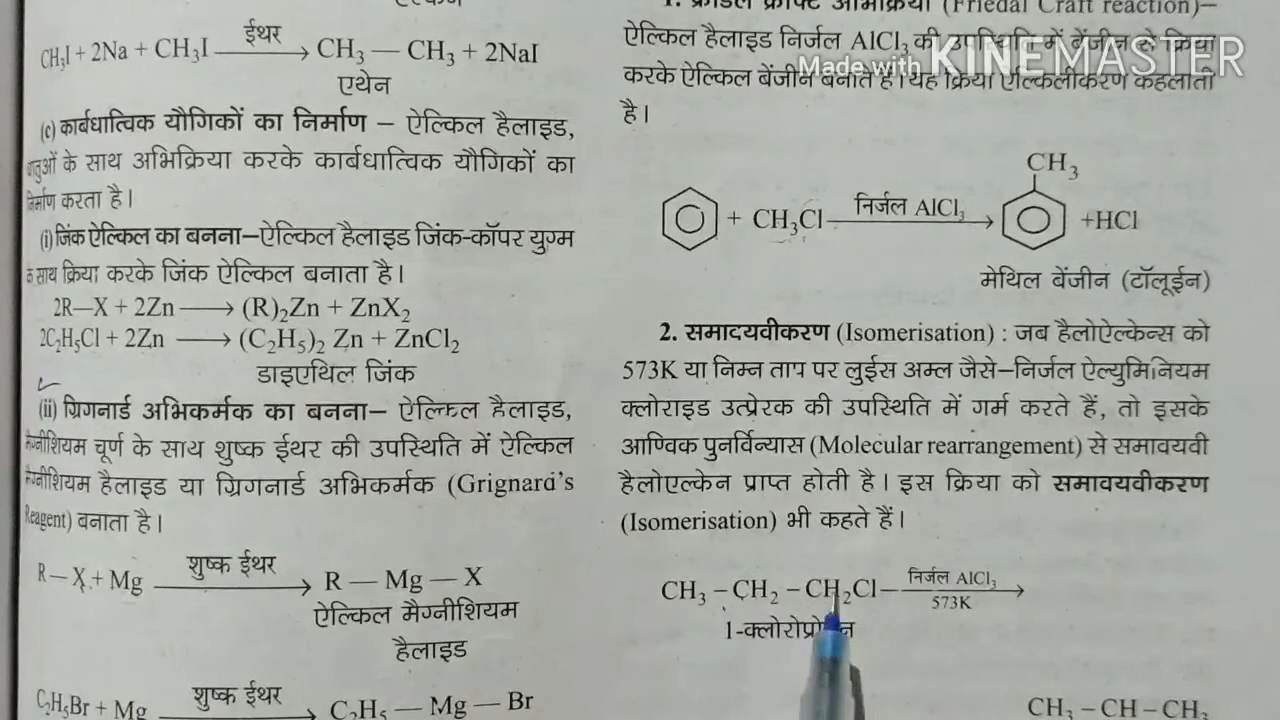 CH₃I + 2Na + CH₃I ईथर→ CH₃ — CH₃ + 2NaI
एथेन
(c) कार्बधात्विक यौगिकों का निर्माण – ऐल्किल हैलाइड,
के साथ अभिक्रिया करके कार्बधात्विक यौगिकों का
निर्माण करता है।
(i) जिंक ऐल्किल का बनना–ऐल्किल हैलाइड जिंक-कॉपर युग्म
के साथ क्रिया करके जिंक ऐल्किल बनाता है।
2R—X + 2Zn ⟶ (R)₂Zn + ZnX₂
2C₂H₅Cl + 2Zn ⟶ (C₂H₅)₂ Zn + ZnCl₂
डाइएथिल जिंक
(ii) ग्रिगनार्ड अभिकर्मक का बनना– ऐल्किल हैलाइड,
चूर्ण के साथ शुष्क ईथर की उपस्थिति में ऐल्किल
हैलाइड या ग्रिगनार्ड अभिकर्मक (Grignard's
Reagent) बनाता है।
R—X + Mg शुष्क ईथर→ R — Mg — X
ऐल्किल मैग्नीशियम
हैलाइड
C₂H₅Br + Mg शुष्क ईथर→ C₂H₅ — Mg — Br
1. फ्रीडेल क्राफ्ट अभिक्रिया (Friedal Craft reaction)–
ऐल्किल हैलाइड निर्जल AlCl₃ की उपस्थिति में बेंजीन से क्रिया
करके ऐल्किल बेंजीन बनाते हैं। यह क्रिया ऐल्किलीकरण कहलाती
है।
Made with KINEMASTER
CH₃
+ CH₃Cl निर्जल AlCl₃→ +HCl
मेथिल बेंजीन (टॉलूईन)
2. समादयवीकरण (Isomerisation) : जब हैलोऐल्केन्स को
573K या निम्न ताप पर लुईस अम्ल जैसे–निर्जल ऐल्युमिनियम
क्लोराइड उत्प्रेरक की उपस्थिति में गर्म करते हैं, तो इसके
आण्विक पुनर्विन्यास (Molecular rearrangement) से समावयवी
हैलोएल्केन प्राप्त होती है। इस क्रिया को समावयवीकरण
(Isomerisation) भी कहते हैं।
CH₃ – CH₂ – CH₂Cl निर्जल AlCl₃→ 573K
CH₃ – CH – CH₃